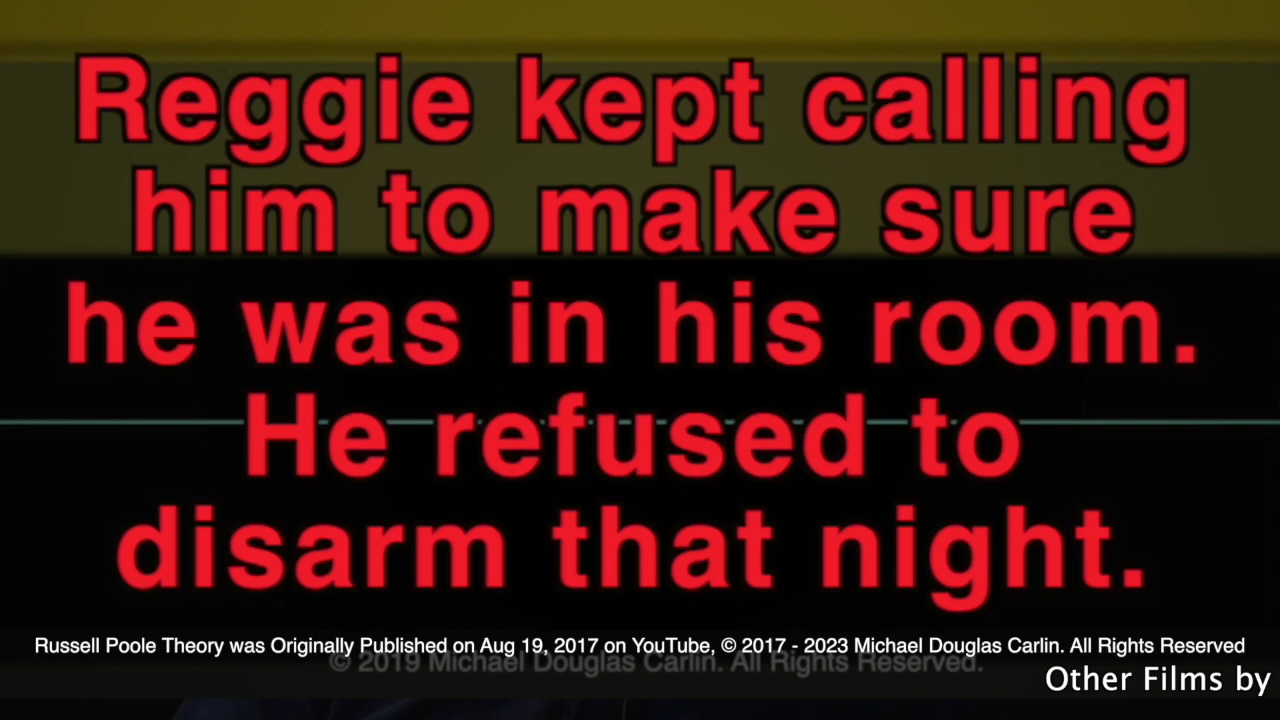 Reggie kept calling
him to make sure
he was in his room.
He refused to
disarm that night.
Russell Poole Theory was Originally Published on Aug 19, 2017 on YouTube, © 2017 - 2023 Michael Douglas Carlin. All Rights Reserved
© 2019 Michael Douglas Carlin. All Rights Reserved.
Other Films by